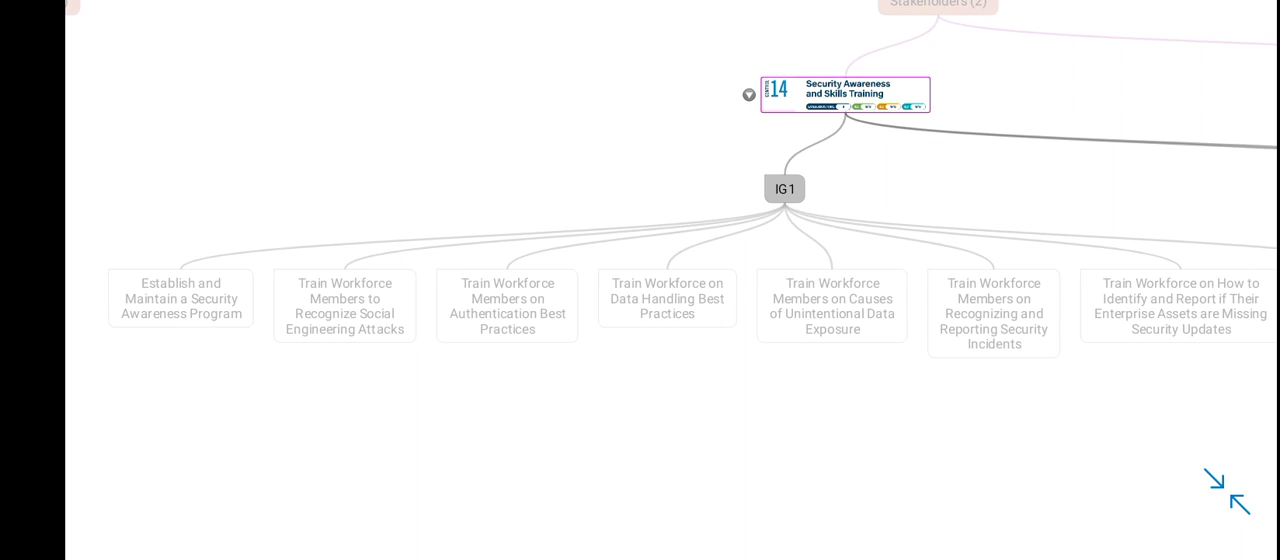 Stakeholders (2)
CONTROL
14
Security Awareness
and Skills Training
IG1
Establish and
Maintain a Security
Awareness Program
Train Workforce
Members to
Recognize Social
Engineering Attacks
Train Workforce
Members on
Authentication Best
Practices
Train Workforce on
Data Handling Best
Practices
Train Workforce
Members on Causes
of Unintentional Data
Exposure
Train Workforce
Members on
Recognizing and
Reporting Security
Incidents
Train Workforce on How to
Identify and Report if Their
Enterprise Assets are Missing
Security Updates